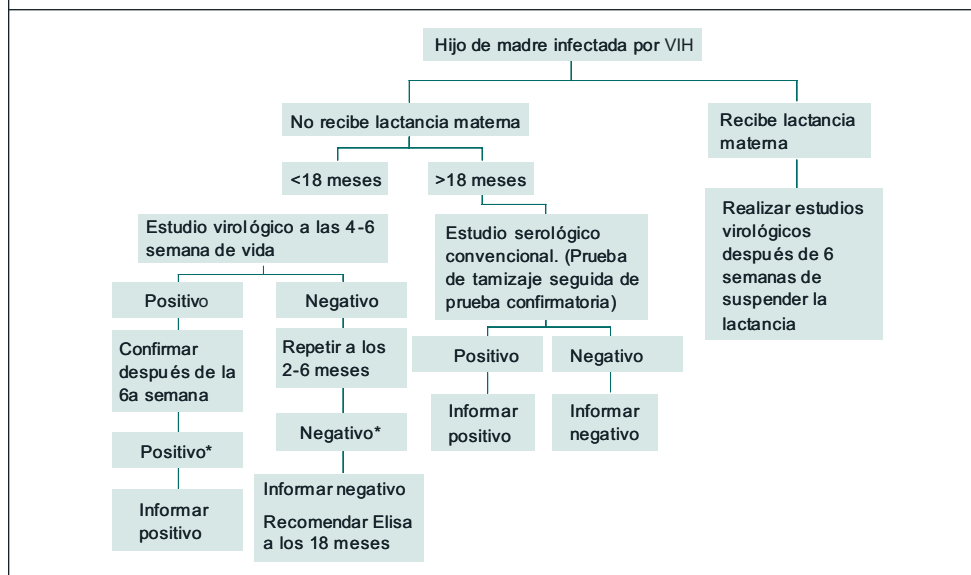 Hijo de madre infectada por VIH
No recibe lactancia materna
Recibe lactancia
materna
<18 meses
>18 meses
Realizar estudios
virológicos
después de 6
semanas de
suspender la
lactancia
Estudio virológico a las 4-6
semana de vida
Estudio serológico
convencional. (Prueba
de tamizaje seguida de
prueba confirmatoria)
Positivo
Negativo
Confirmar
después de la
6a semana
Repetir a los
2-6 meses
Positivo
Negativo
Informar
positivo
Informar
negativo
Positivo*
Negativo*
Informar
positivo
Informar negativo
Recomendar Elisa
a los 18 meses